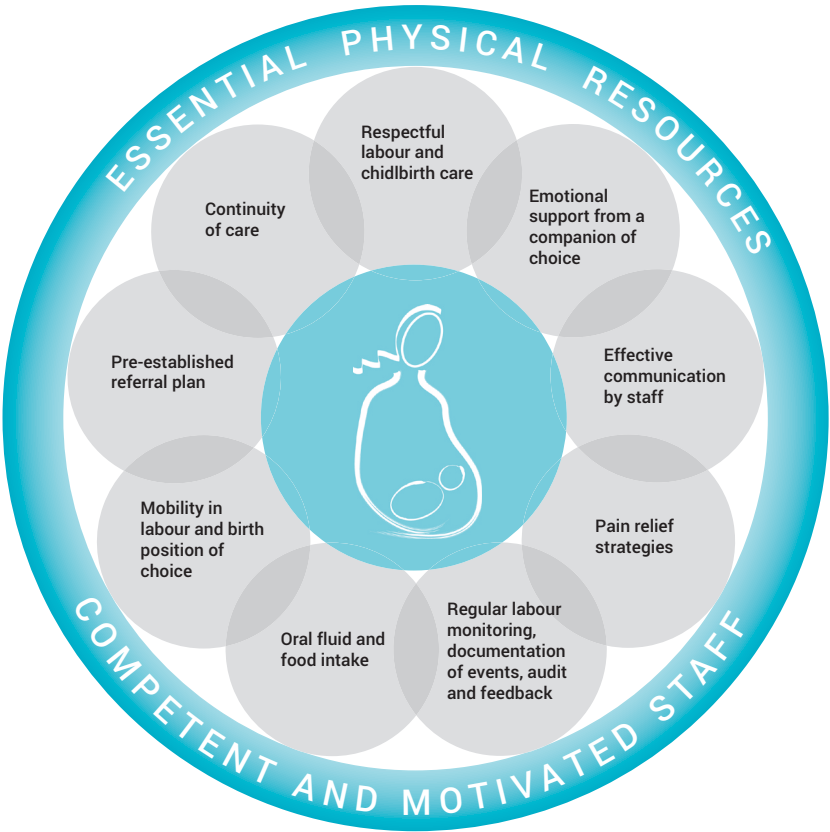 ESSENTIAL PHYSICAL RESOURCES
Respectful
labour and
chidlbirth care
Emotional
support from a
companion of
choice
Effective
communication
by staff
Pain relief
strategies
Regular labour
monitoring,
documentation
of events, audit
and feedback
Oral fluid and
food intake
Mobility in
labour and birth
position of
choice
Pre-established
referral plan
Continuity
of care
COMPETENT AND MOTIVATED STAFF